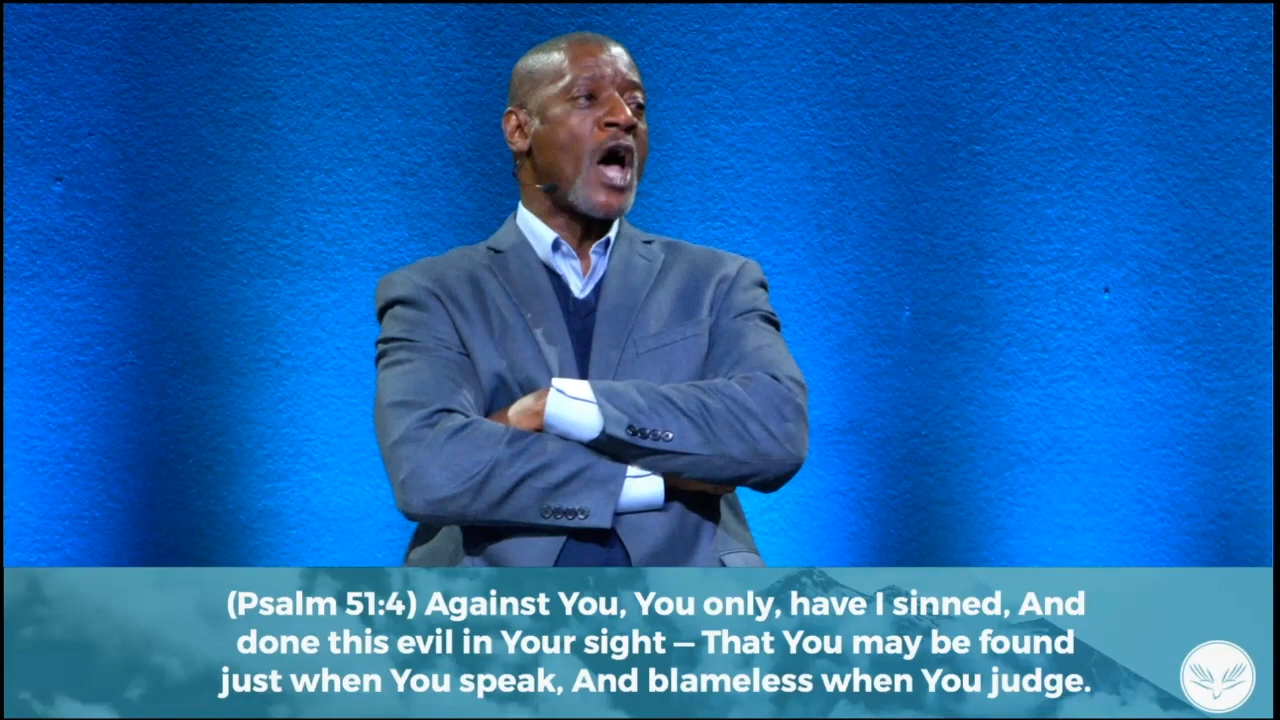 (Psalm 51:4) Against You, You only, have I sinned, And
done this evil in Your sight – That You may be found
just when You speak, And blameless when You judge.